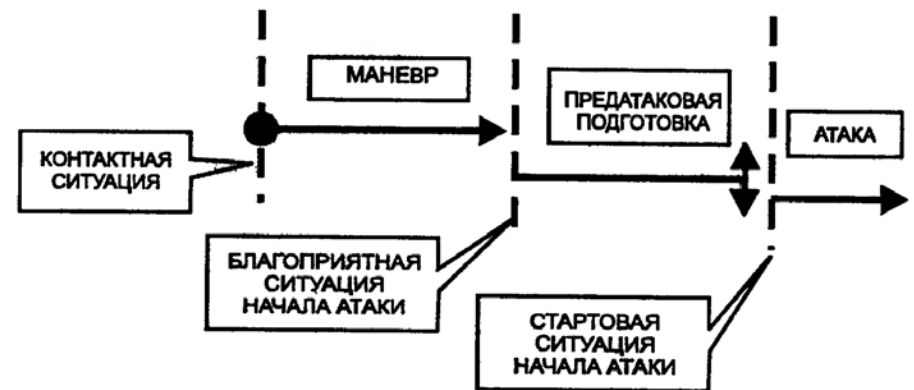 МАНЕВР
ПРЕДАТАКОВАЯ
ПОДГОТОВКА
АТАКА
КОНТАКТНАЯ
СИТУАЦИЯ
БЛАГОПРИЯТНАЯ
СИТУАЦИЯ
НАЧАЛА АТАКИ
СТАРТОВАЯ
СИТУАЦИЯ
НАЧАЛА АТАКИ